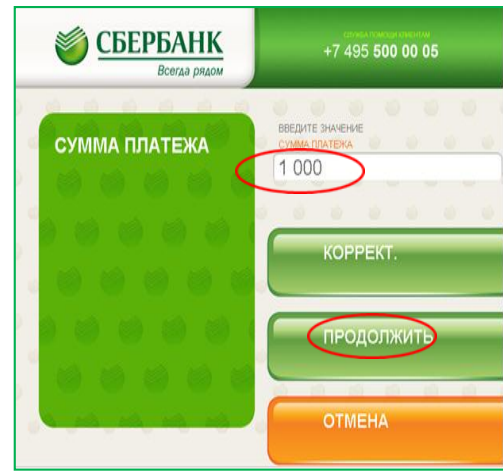 СБЕРБАНК
Всегда рядом
СЛУЖБА ПОМОЩИ КЛИЕНТАМ
+7 495 500 00 05
СУММА ПЛАТЕЖА
ВВЕДИТЕ ЗНАЧЕНИЕ
СУММА ПЛАТЕЖА
1 000
КОРРЕКТ.
ПРОДОЛЖИТЬ
ОТМЕНА